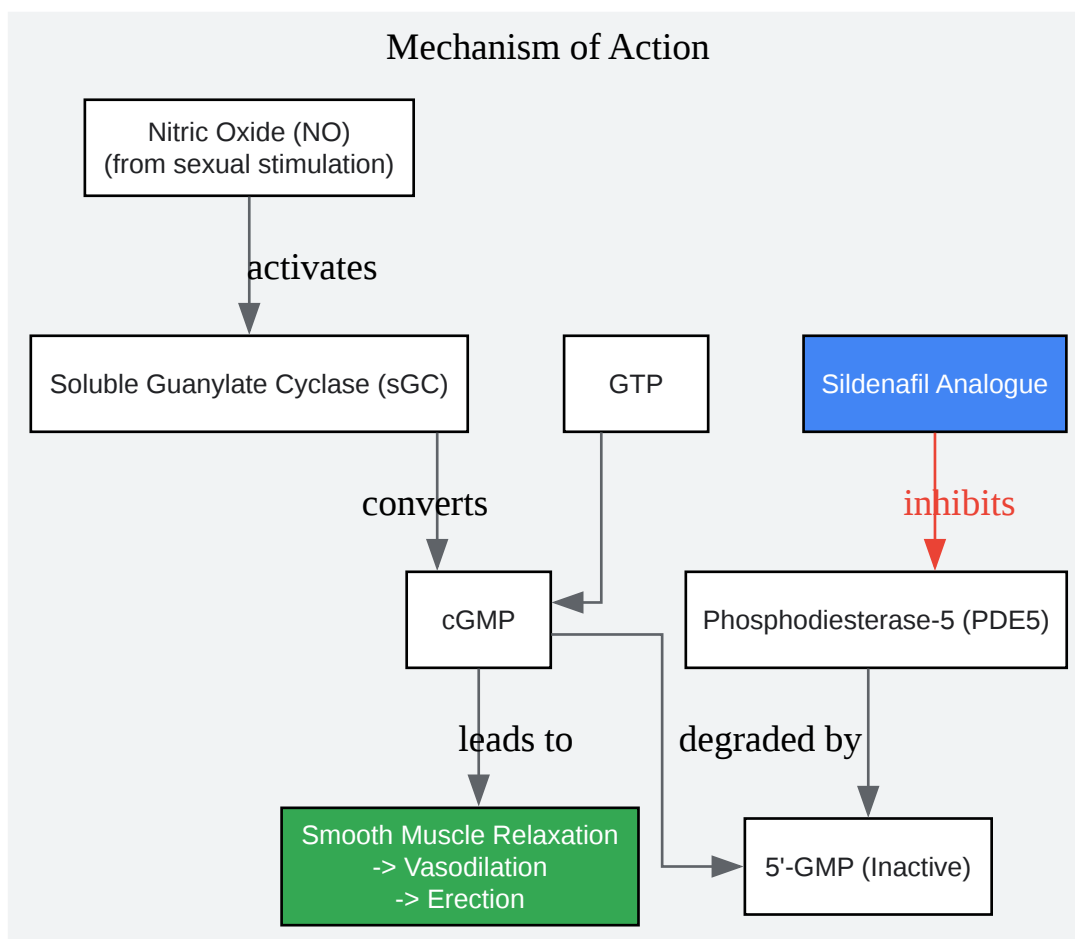 Mechanism of Action
Nitric Oxide (NO)
(from sexual stimulation)
activates
Soluble Guanylate Cyclase (sGC)
GTP
Sildenafil Analogue
converts
inhibits
cGMP
Phosphodiesterase-5 (PDE5)
leads to
degraded by
Smooth Muscle Relaxation
-> Vasodilation
-> Erection
5'-GMP (Inactive)